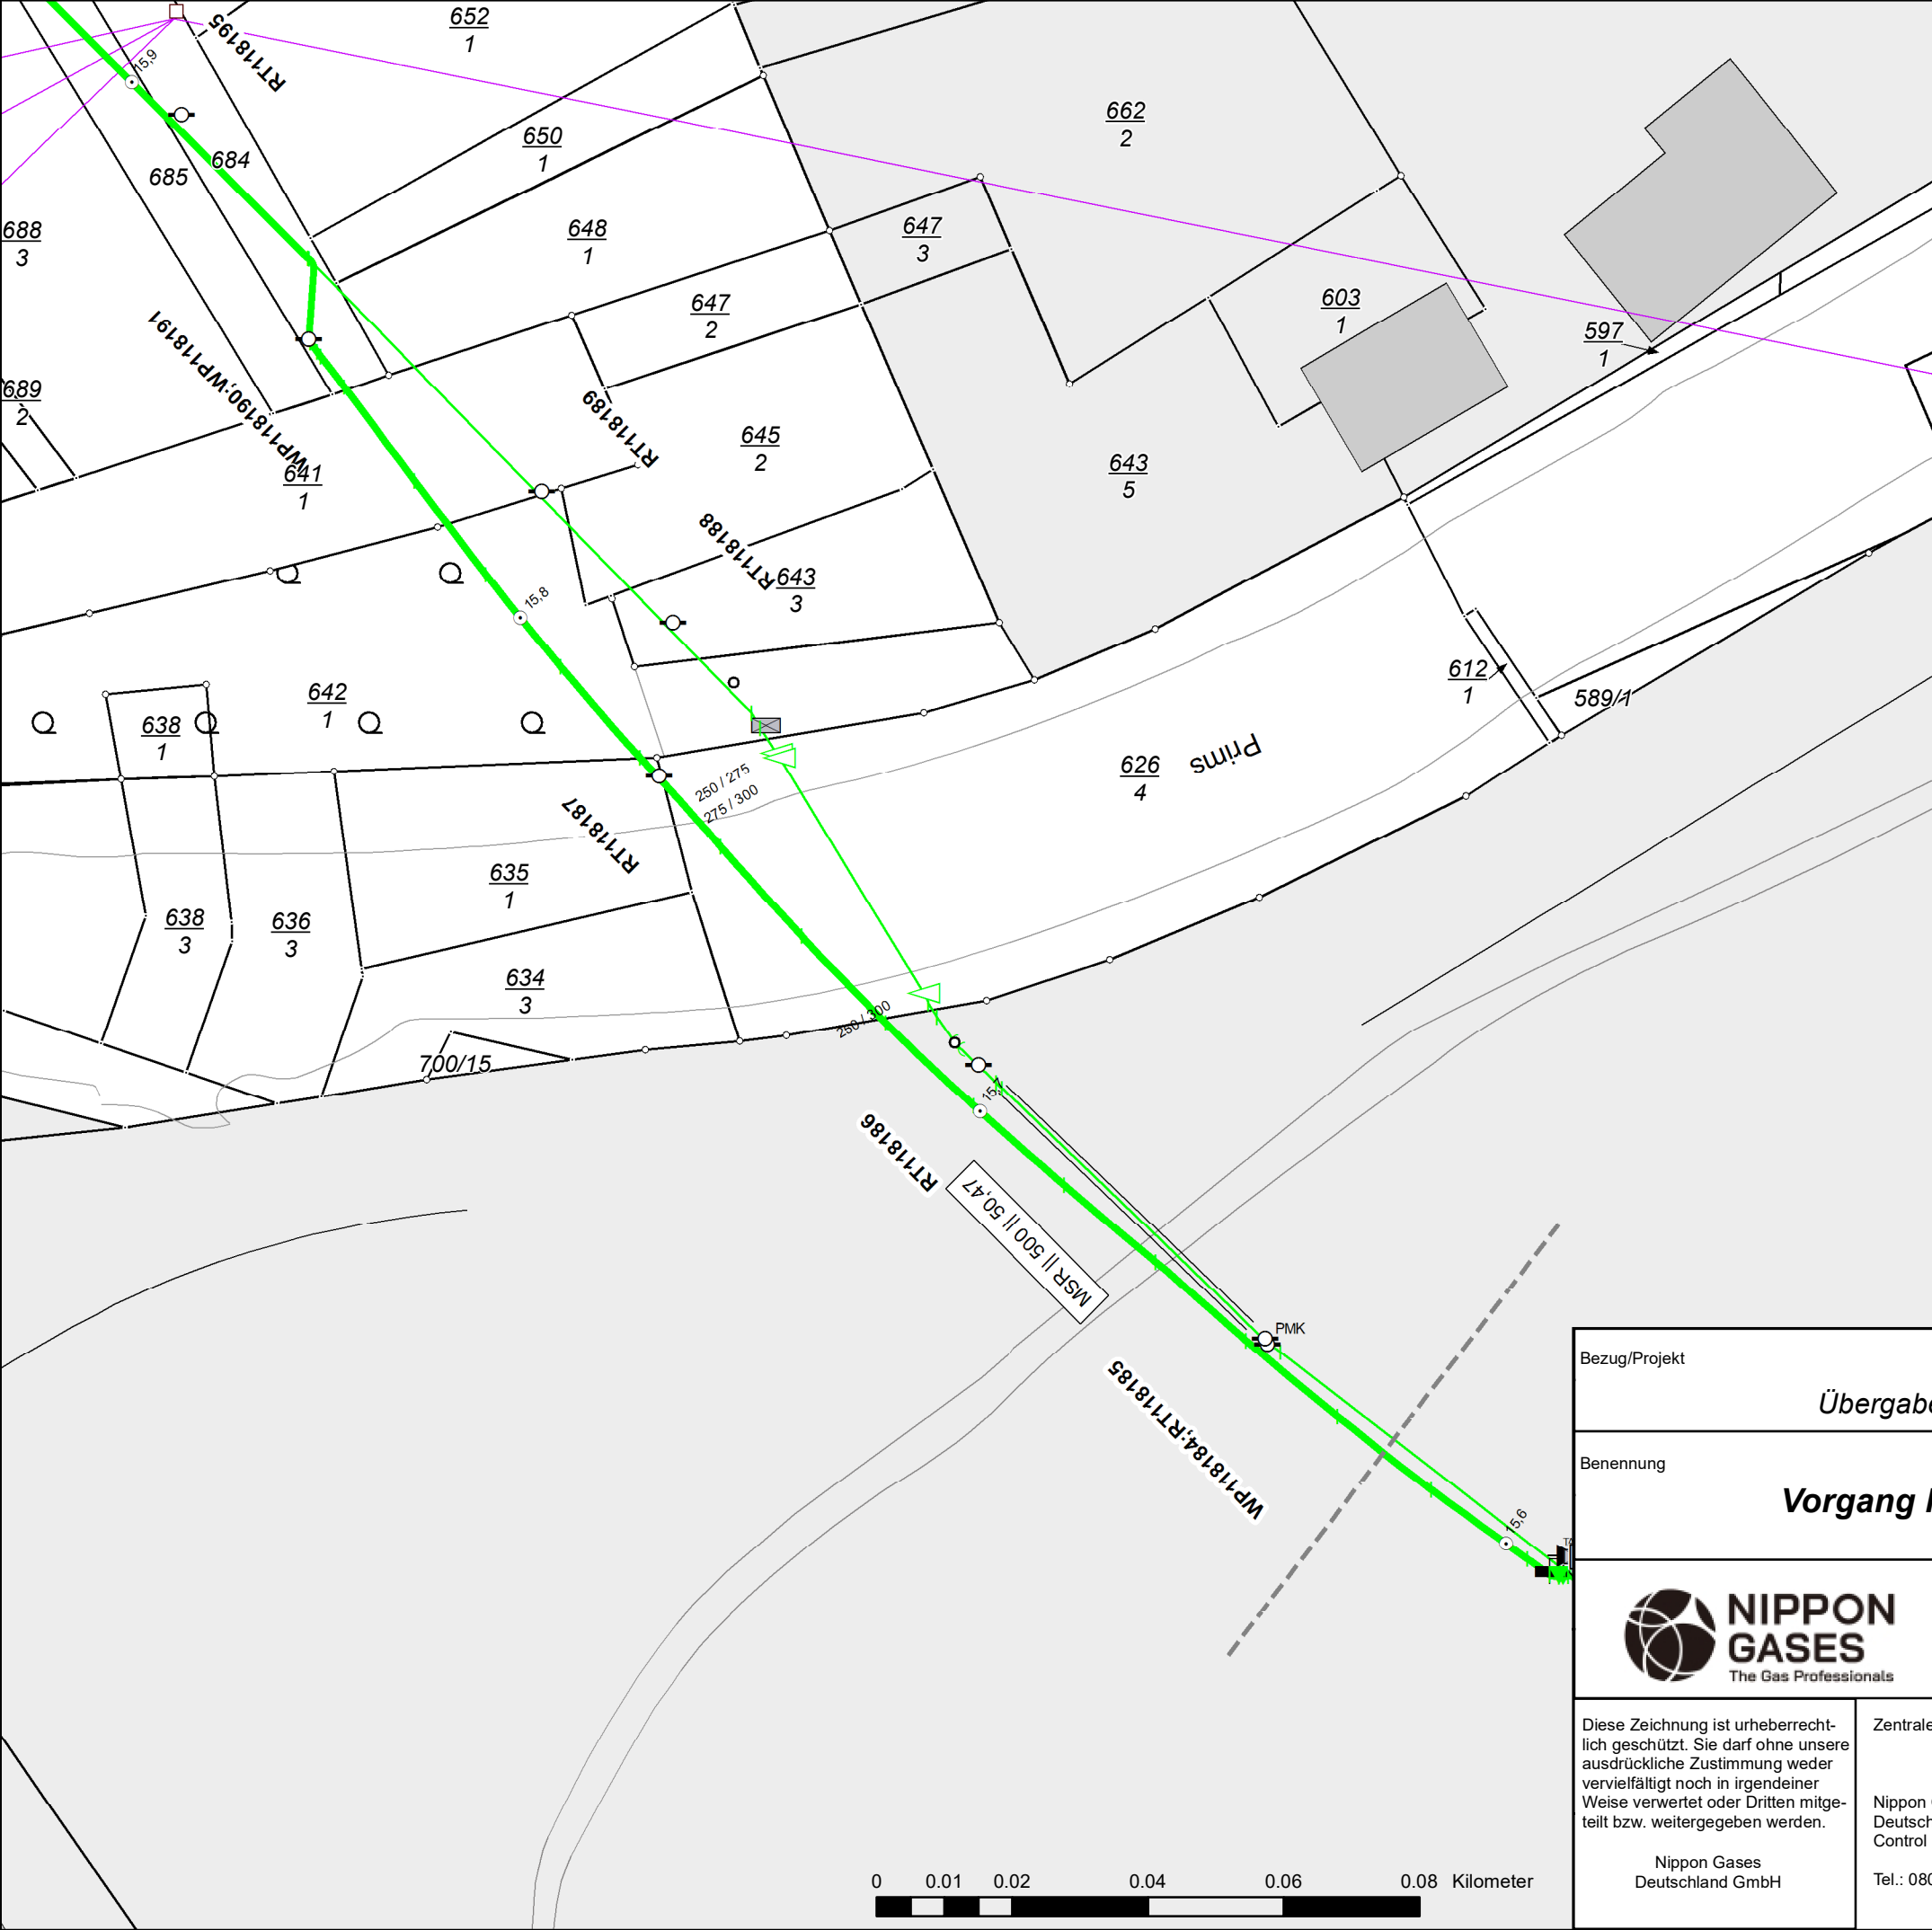 652
1
RT118195
15,9
662
2
650
1
684
685
688
3
648
1
647
3
647
2
603
1
597
1
WP118190;WP118191
689
2
RT118189
645
2
641
1
643
5
RT118188
643
3
15,8
612
1
589/1
642
1
638
1
626
4
Prims
250 / 275
275 / 300
RT118187
635
1
638
3
636
3
634
3
250 / 300
700/15
RT118186
MSR || 500 || 50,47
PMK
WP118184;RT118185
15,6
Bezug/Projekt
Benennung
Vorgang
NIPPON
GASES
The Gas Professionals
Diese Zeichnung ist urheberrecht-
lich geschützt. Sie darf ohne unsere
ausdrückliche Zustimmung weder
vervielfältigt noch in irgendeiner
Weise verwertet oder Dritten mitge-
teilt bzw. weitergegeben werden.
Nippon Gases
Deutschland GmbH
Zentrale
Nippon
Deutsch
Control
Tel.: 080
0 0.01 0.02 0.04 0.06 0.08 Kilometer